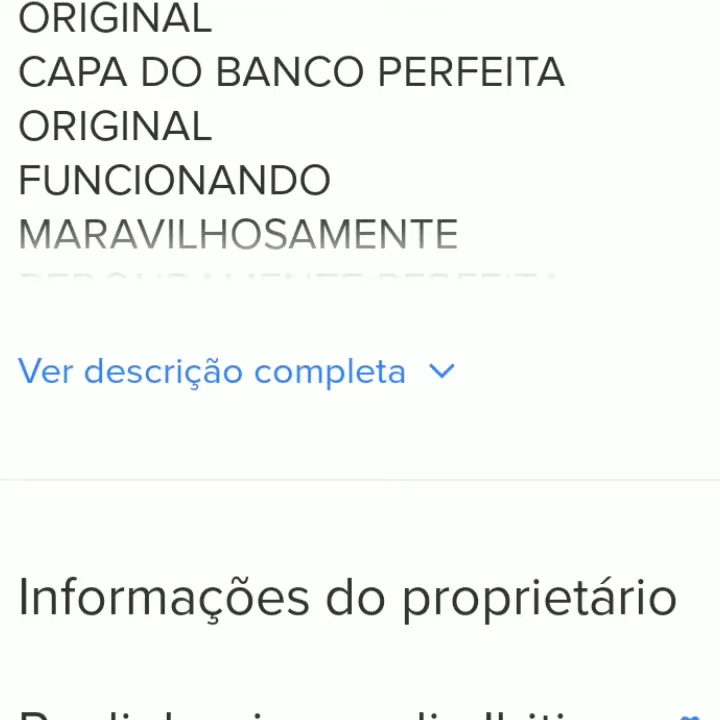 ORIGINAL
CAPA DO BANCO PERFEITA
ORIGINAL
FUNCIONANDO
MARAVILHOSAMENTE
Ver descrição completa
Informações do proprietário